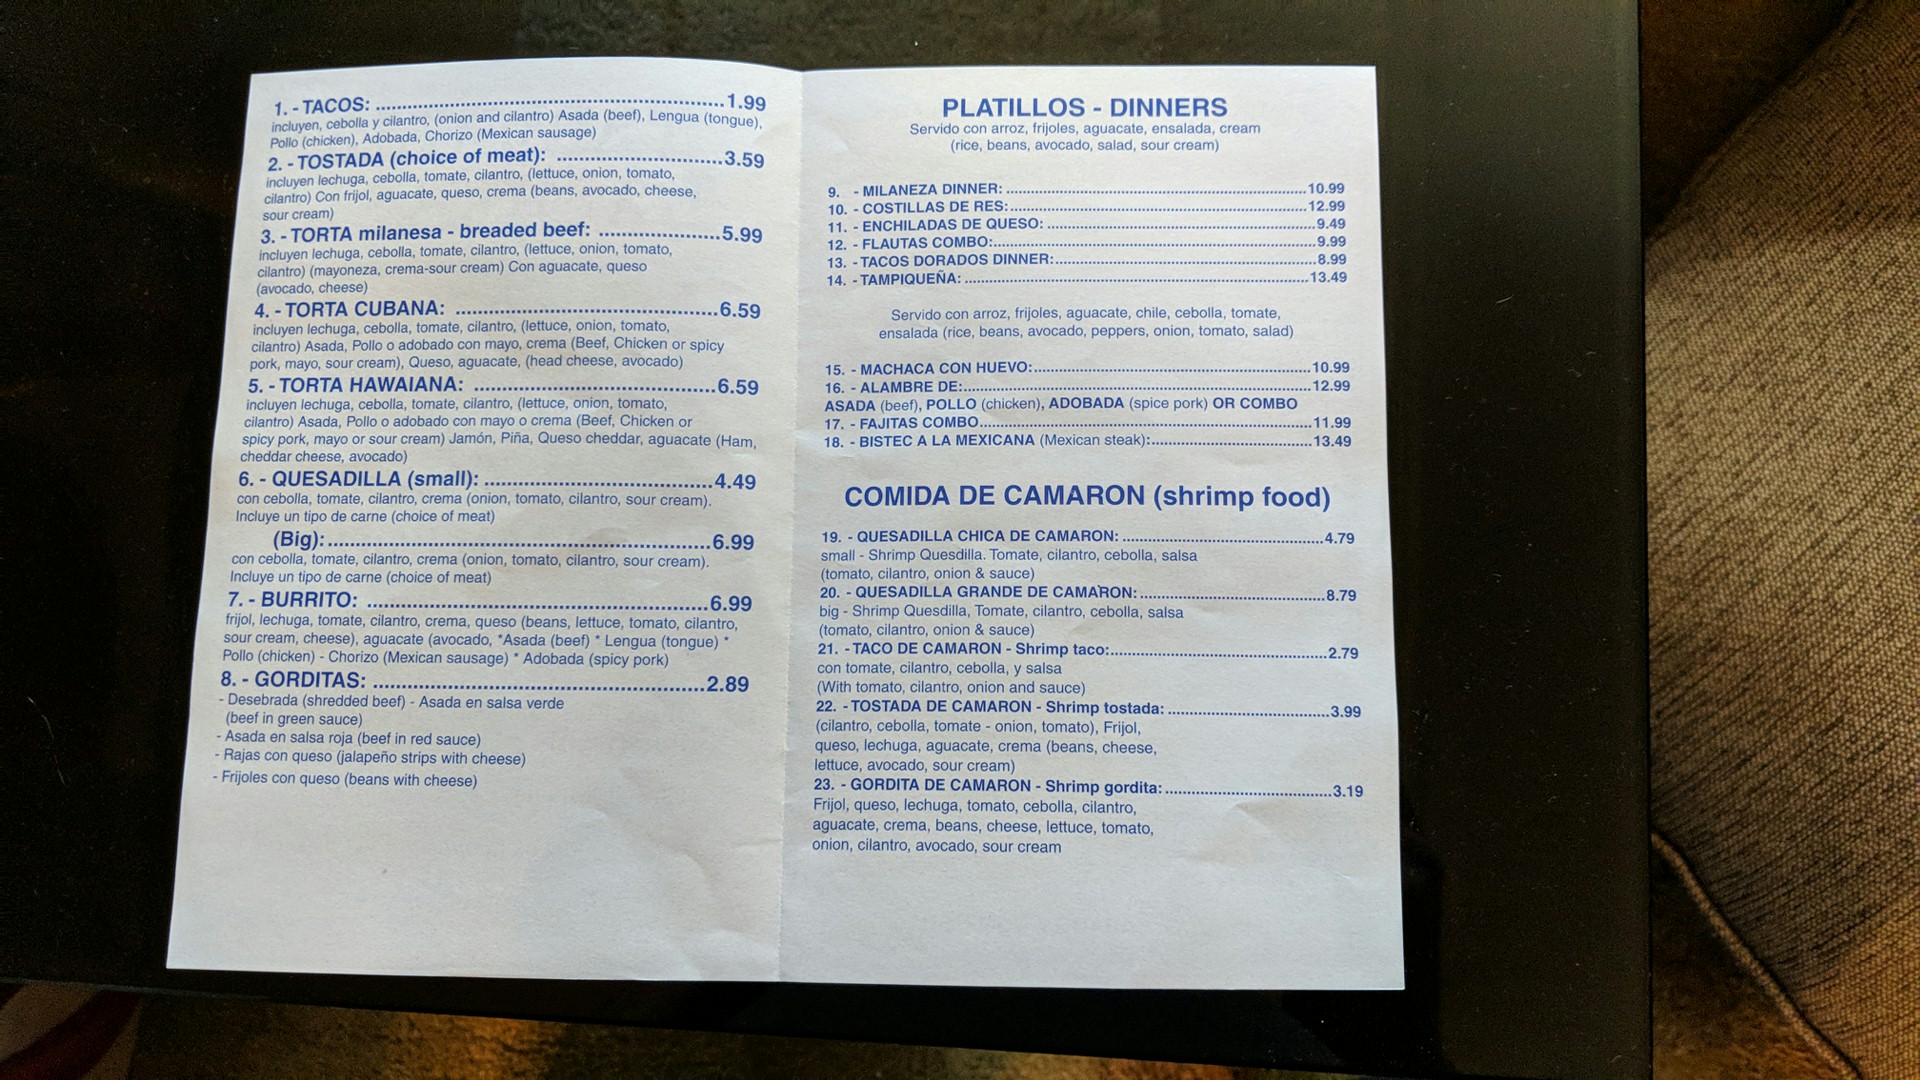 1. - TACOS: ........................................................1.99
incluyen, cebolla y cilantro, (onion and cilantro) Asada (beef), Lengua (tongue),
Pollo (chicken), Adobada, Chorizo (Mexican sausage)
2. - TOSTADA (choice of meat): ..........................3.59
incluyen lechuga, cebolla, tomate, cilantro, (lettuce, onion, tomato,
cilantro) Con frijol, aguacate, queso, crema (beans, avocado, cheese,
sour cream)
3. - TORTA milanesa - breaded beef: ...................5.99
incluyen lechuga, cebolla, tomate, cilantro, (lettuce, onion, tomato,
cilantro) (mayoneza, crema-sour cream) Con aguacate, queso
(avocado, cheese)
4. - TORTA CUBANA: .........................................6.59
incluyen lechuga, cebolla, tomate, cilantro, (lettuce, onion, tomato,
cilantro) Asada, Pollo o adobado con mayo, crema (Beef, Chicken or spicy
pork, mayo, sour cream), Queso, aguacate, (head cheese, avocado)
5. - TORTA HAWAIANA: ......................................6.59
incluyen lechuga, cebolla, tomate, cilantro, (lettuce, onion, tomato,
cilantro) Asada, Pollo o adobado con mayo o crema (Beef, Chicken or
spicy pork, mayo or sour cream) Jamón, Piña, Queso cheddar, aguacate (Ham,
cheddar cheese, avocado)
6. - QUESADILLA (small): ....................................4.49
con cebolla, tomate, cilantro, crema (onion, tomato, cilantro, sour cream).
Incluye un tipo de carne (choice of meat)
(Big):............................................................6.99
con cebolla, tomate, cilantro, crema (onion, tomato, cilantro, sour cream).
Incluye un tipo de carne (choice of meat)
7. - BURRITO: .....................................................6.99
frijol, lechuga, tomate, cilantro, crema, queso (beans, lettuce, tomato, cilantro,
sour cream, cheese), aguacate (avocado, *Asada (beef) * Lengua (tongue) *
Pollo (chicken) - Chorizo (Mexican sausage) * Adobada (spicy pork)
8. - GORDITAS: ....................................................2.89
- Desebrada (shredded beef) - Asada en salsa verde
(beef in green sauce)
- Asada en salsa roja (beef in red sauce)
- Rajas con queso (jalapeño strips with cheese)
- Frijoles con queso (beans with cheese)
PLATILLOS - DINNERS
Servido con arroz, frijoles, aguacate, ensalada, cream
(rice, beans, avocado, salad, sour cream)
9. - MILANEZA DINNER: ......................................................................10.99
10. - COSTILLAS DE RES:.....................................................................12.99
11. - ENCHILADAS DE QUESO: ..............................................................9.49
12. - FLAUTAS COMBO:...........................................................................9.99
13. - TACOS DORADOS DINNER:.............................................................8.99
14. - TAMPIQUEÑA: .................................................................................13.49
Servido con arroz, frijoles, aguacate, chile, cebolla, tomate,
ensalada (rice, beans, avocado, peppers, onion, tomato, salad)
15. - MACHACA CON HUEVO:................................................................10.99
16. - ALAMBRE DE:.................................................................................12.99
ASADA (beef), POLLO (chicken), ADOBADA (spice pork) OR COMBO
17. - FAJITAS COMBO..............................................................................11.99
18. - BISTEC A LA MEXICANA (Mexican steak):.....................................13.49
COMIDA DE CAMARON (shrimp food)
19. - QUESADILLA CHICA DE CAMARON: ..............................................4.79
small - Shrimp Quesdilla. Tomate, cilantro, cebolla, salsa
(tomato, cilantro, onion & sauce)
20. - QUESADILLA GRANDE DE CAMARON: ..........................................8.79
big - Shrimp Quesdilla, Tomate, cilantro, cebolla, salsa
(tomato, cilantro, onion & sauce)
21. - TACO DE CAMARON - Shrimp taco:..................................................2.79
con tomate, cilantro, cebolla, y salsa
(With tomato, cilantro, onion and sauce)
22. - TOSTADA DE CAMARON - Shrimp tostada: .....................................3.99
(cilantro, cebolla, tomate - onion, tomato), Frijol,
queso, lechuga, aguacate, crema (beans, cheese,
lettuce, avocado, sour cream)
23. - GORDITA DE CAMARON - Shrimp gordita: ......................................3.19
Frijol, queso, lechuga, tomato, cebolla, cilantro,
aguacate, crema, beans, cheese, lettuce, tomato,
onion, cilantro, avocado, sour cream